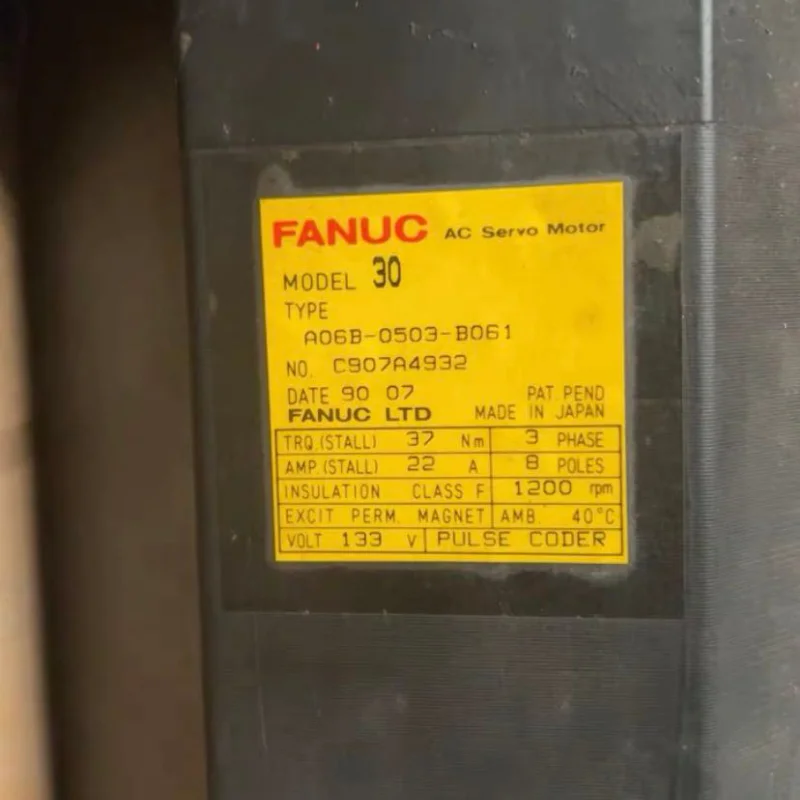 FANUC AC Servo Motor
MODEL 30
TYPE
A06B-0503-B061
NO. C907A4932
DATE 90 07 PAT. PEND
FANUC LTD MADE IN JAPAN
TRQ.(STALL) 37 Nm 3 PHASE
AMP.(STALL) 22 A 8 POLES
INSULATION CLASS F 1200 rpm
EXCIT PERM. MAGNET AMB. 40°C
VOLT 133 V PULSE CODER